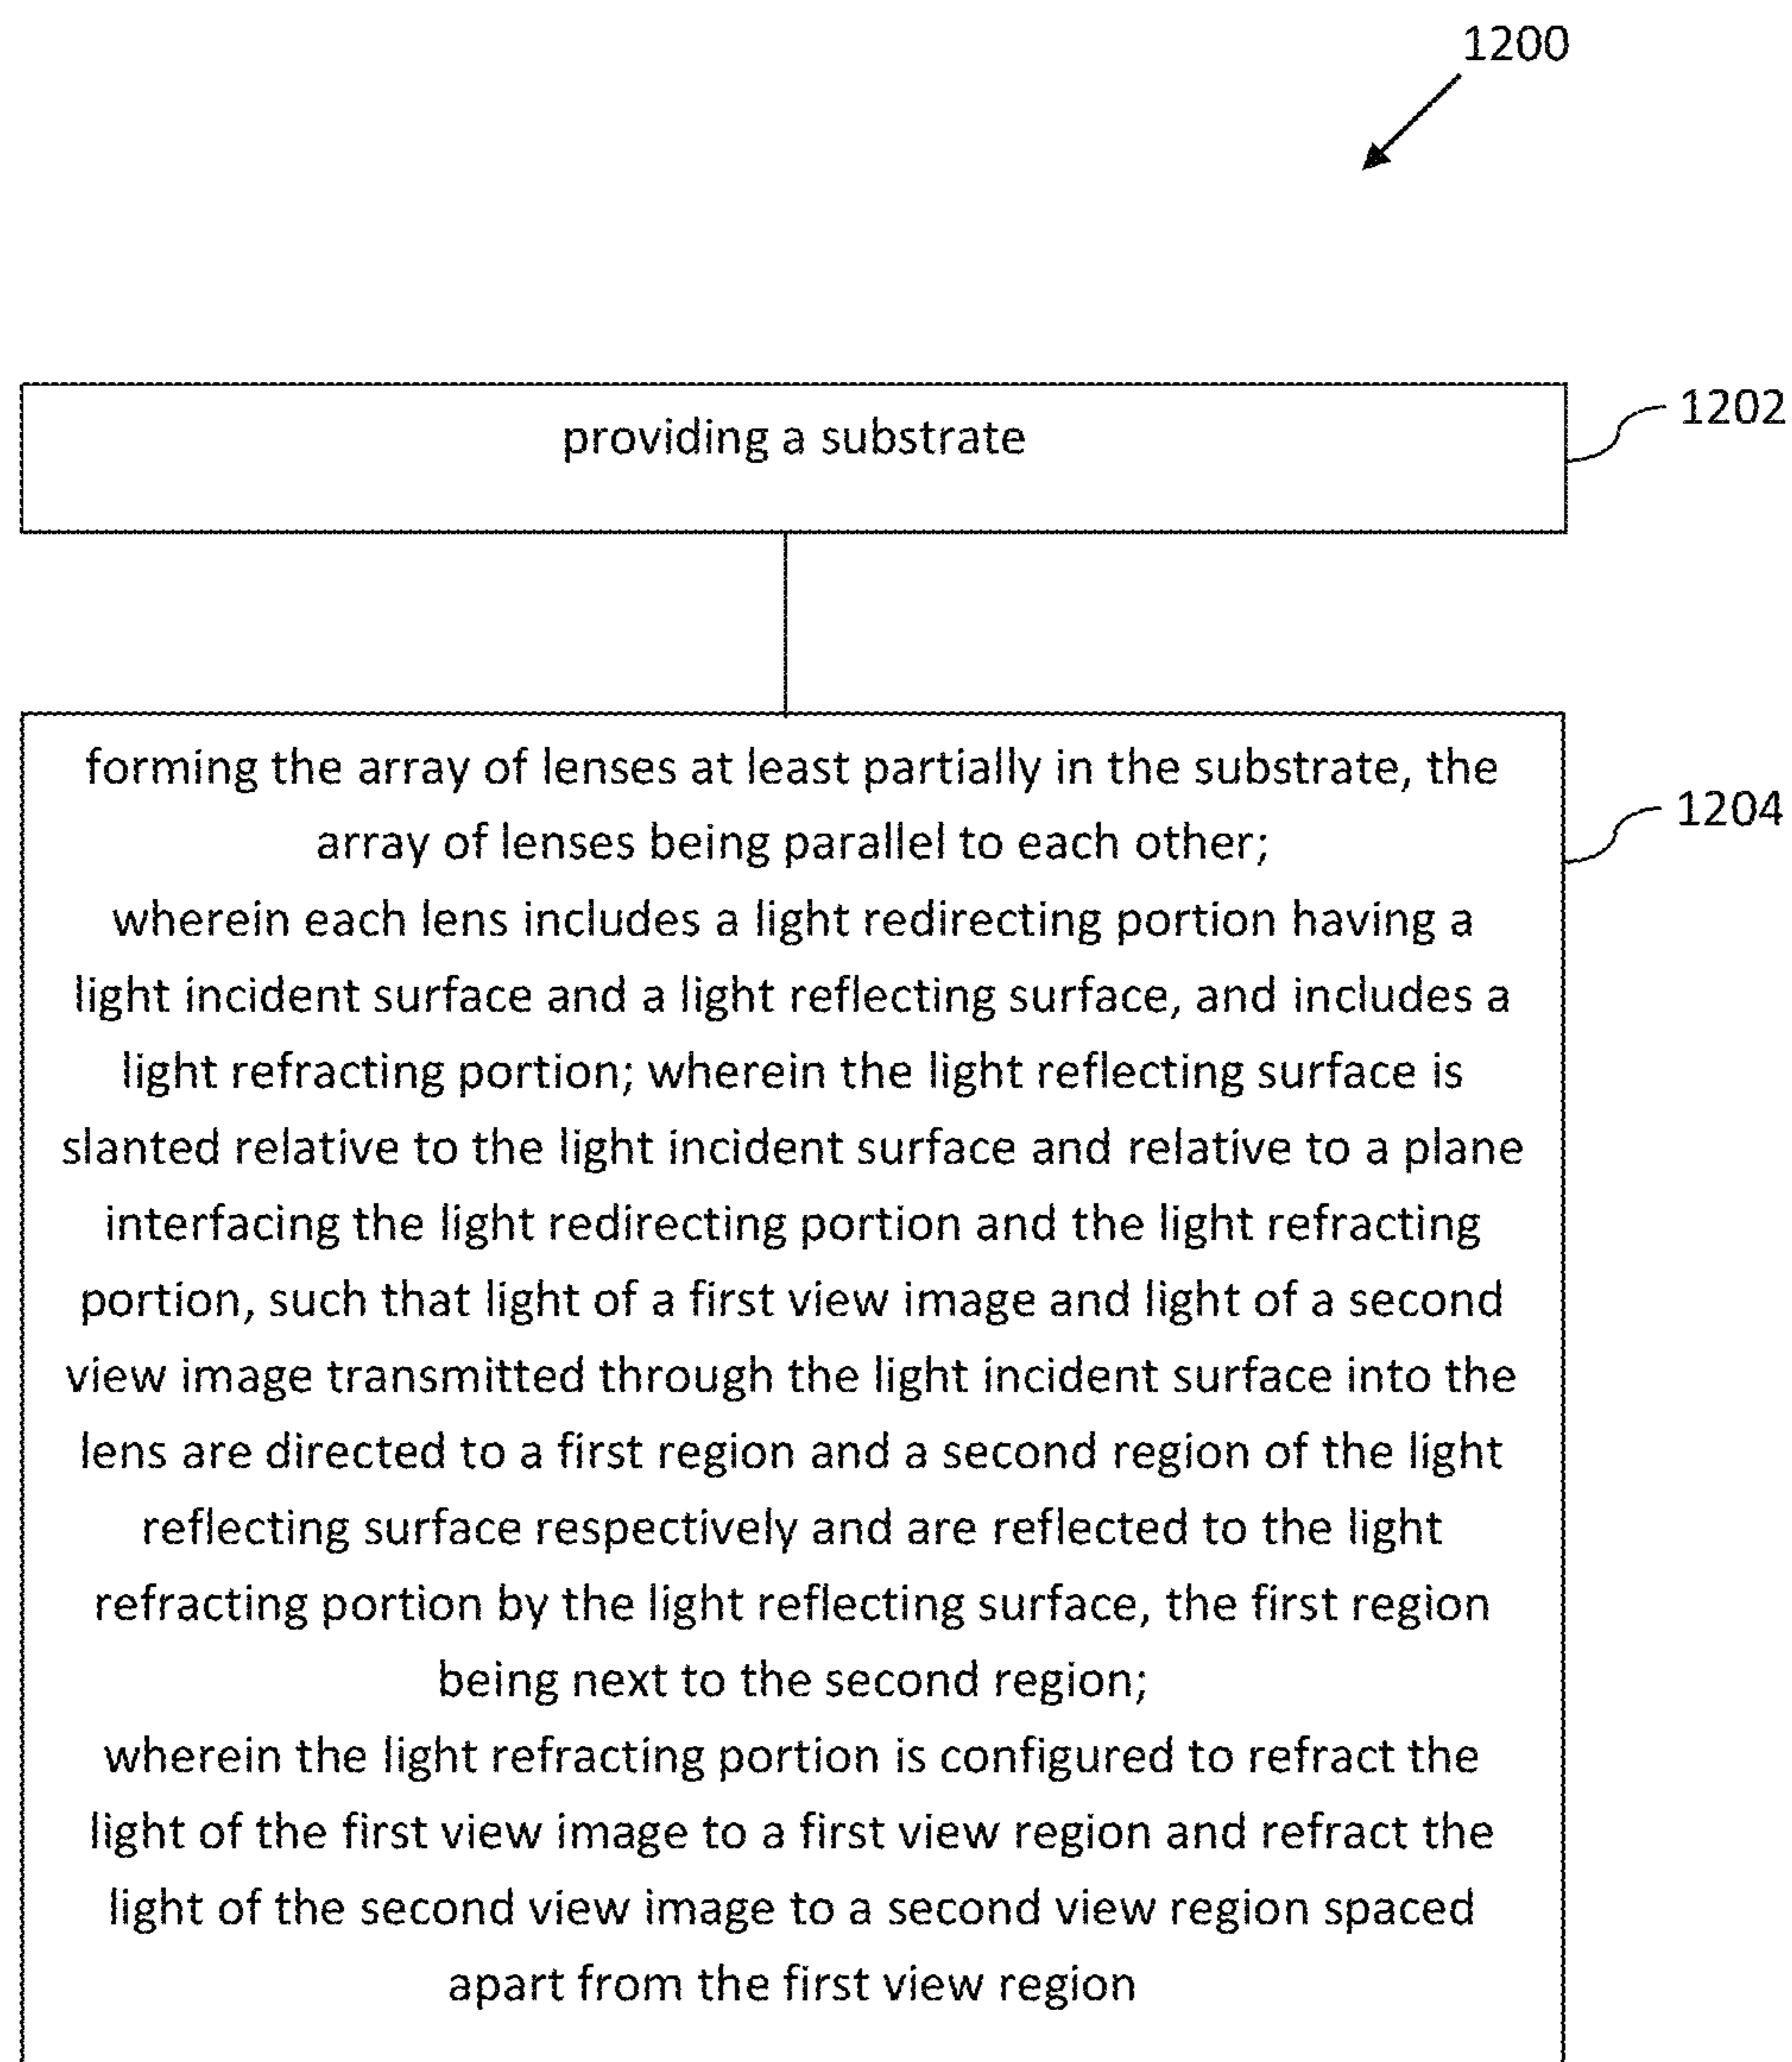 1200
providing a substrate
1202
forming the array of lenses at least partially in the substrate, the
array of lenses being parallel to each other;
1204
wherein each lens includes a light redirecting portion having a
light incident surface and a light reflecting surface, and includes a
light refracting portion; wherein the light reflecting surface is
slanted relative to the light incident surface and relative to a plane
interfacing the light redirecting portion and the light refracting
portion, such that light of a first view image and light of a second
view image transmitted through the light incident surface into the
lens are directed to a first region and a second region of the light
reflecting surface respectively and are reflected to the light
refracting portion by the light reflecting surface, the first region
being next to the second region;
wherein the light refracting portion is configured to refract the
light of the first view image to a first view region and refract the
light of the second view image to a second view region spaced
apart from the first view region